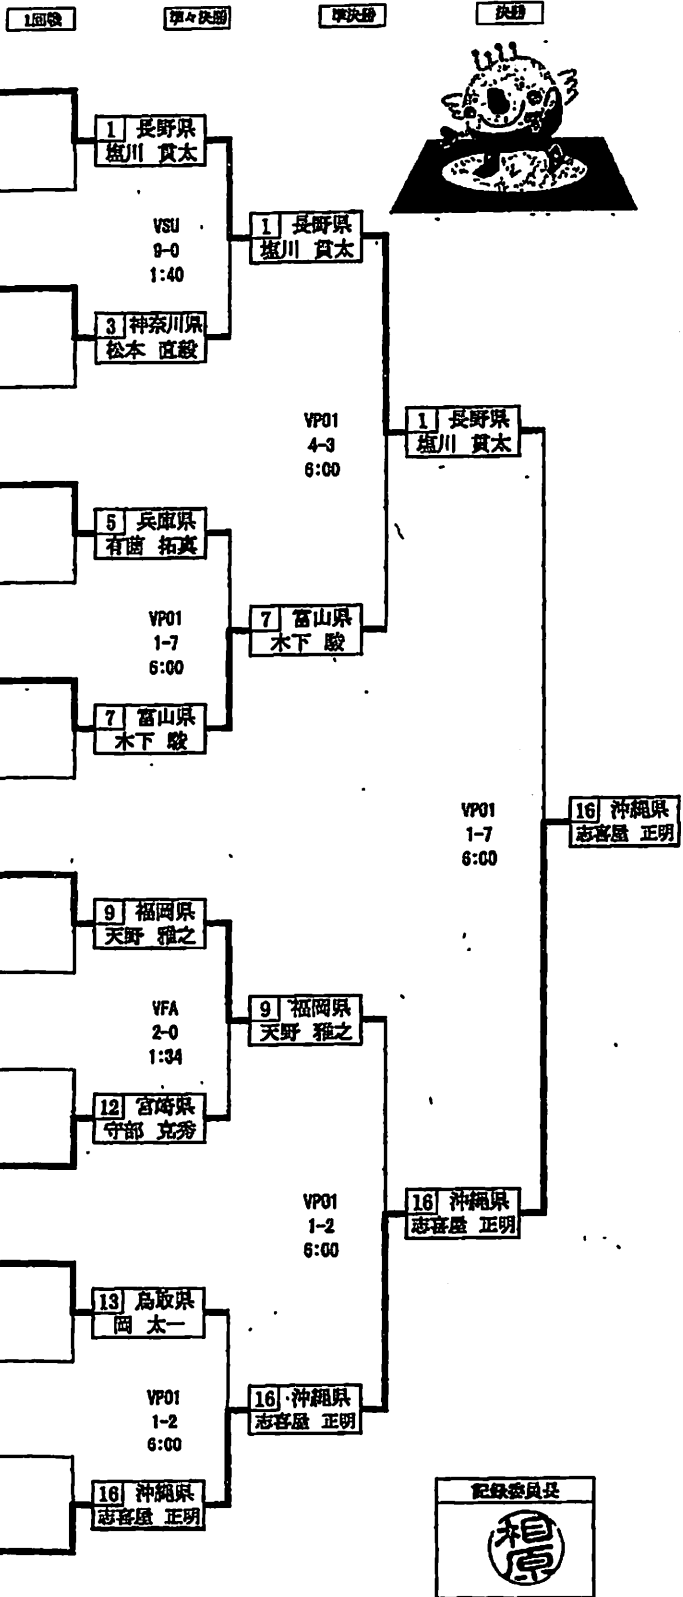 1回戦 準々決勝 準決勝 決勝
1 長野県
塩川 貫太
VSU
9-0
1:40
3 神奈川県
松本 直毅
1 長野県
塩川 貫太
VPO1
4-3
6:00
1 長野県
塩川 貫太
5 兵庫県
有薗 拓真
VPO1
1-7
6:00
7 富山県
木下 駿
7 富山県
木下 駿
VPO1
1-7
6:00
16 沖縄県
志喜屋 正明
9 福岡県
天野 雅之
VFA
2-0
1:34
12 宮崎県
守部 克秀
9 福岡県
天野 雅之
VPO1
1-2
6:00
16 沖縄県
志喜屋 正明
13 鳥取県
岡 太一
VPO1
1-2
6:00
16 沖縄県
志喜屋 正明
16 沖縄県
志喜屋 正明
記録委員長
相原